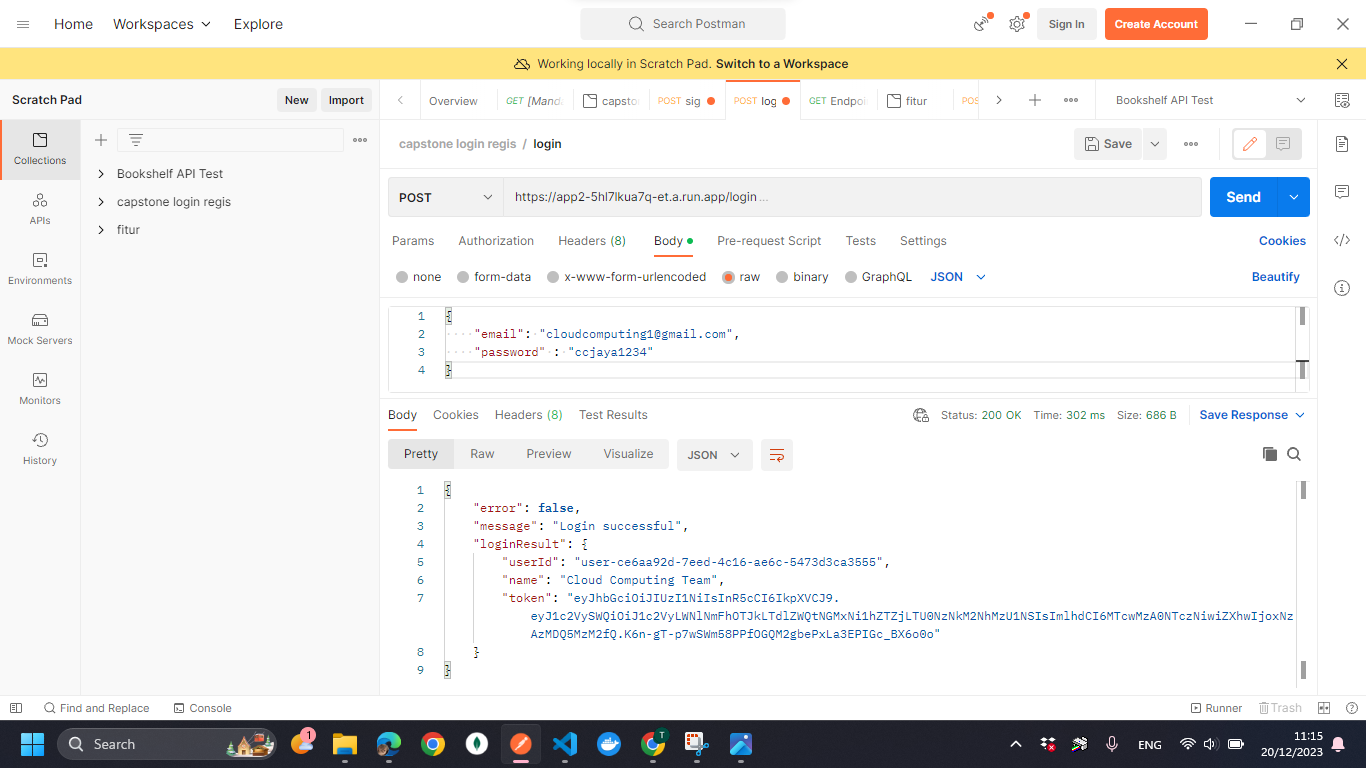 Home
Workspaces
Explore
Search Postman
Sign In
Create Account
Working locally in Scratch Pad. Switch to a Workspace
Scratch Pad
New
Import
Overview
GET [Mand
capsto
POST sig
POST log
GET Endpoi
fitur
POS
Bookshelf API Test
Collections
APIs
Environments
Mock Servers
Monitors
History
Bookshelf API Test
capstone login regis
fitur
capstone login regis / login
Save
POST
https://app2-5hl7lkua7q-et.a.run.app/login
Send
Params
Authorization
Headers (8)
Body
Pre-request Script
Tests
Settings
Cookies
none
form-data
x-www-form-urlencoded
raw
binary
GraphQL
JSON
Beautify
1 {
2 "email": "cloudcomputing1@gmail.com",
3 "password" : "ccjaya1234"
4 }
Body
Cookies
Headers (8)
Test Results
Status: 200 OK
Time: 302 ms
Size: 686 B
Save Response
Pretty
Raw
Preview
Visualize
JSON
1 {
2 "error": false,
3 "message": "Login successful",
4 "loginResult": {
5 "userId": "user-ce6aa92d-7eed-4c16-ae6c-5473d3ca3555",
6 "name": "Cloud Computing Team",
7 "token": "eyJhbGciOiJIUzI1NiIsInR5cCI6IkpXVCJ9.
eyJ1c2VySWQiOiJ1c2VyLWNlNmFhOTJkLTdlZWQtNGMxNi1hZTZjLTU0NzNkM2NhMzU1NSIsImlhdCI6MTcwMzA0NTczNiwiZXhwIjoxNz
AzMDQ5MzM2fQ.K6n-gT-p7wSWm58PPfOGQM2gbePxLa3EPIGc_BX6o0o"
8 }
9 }
Find and Replace
Console
Runner
Trash
1
Search
T
ENG
11:15
20/12/2023